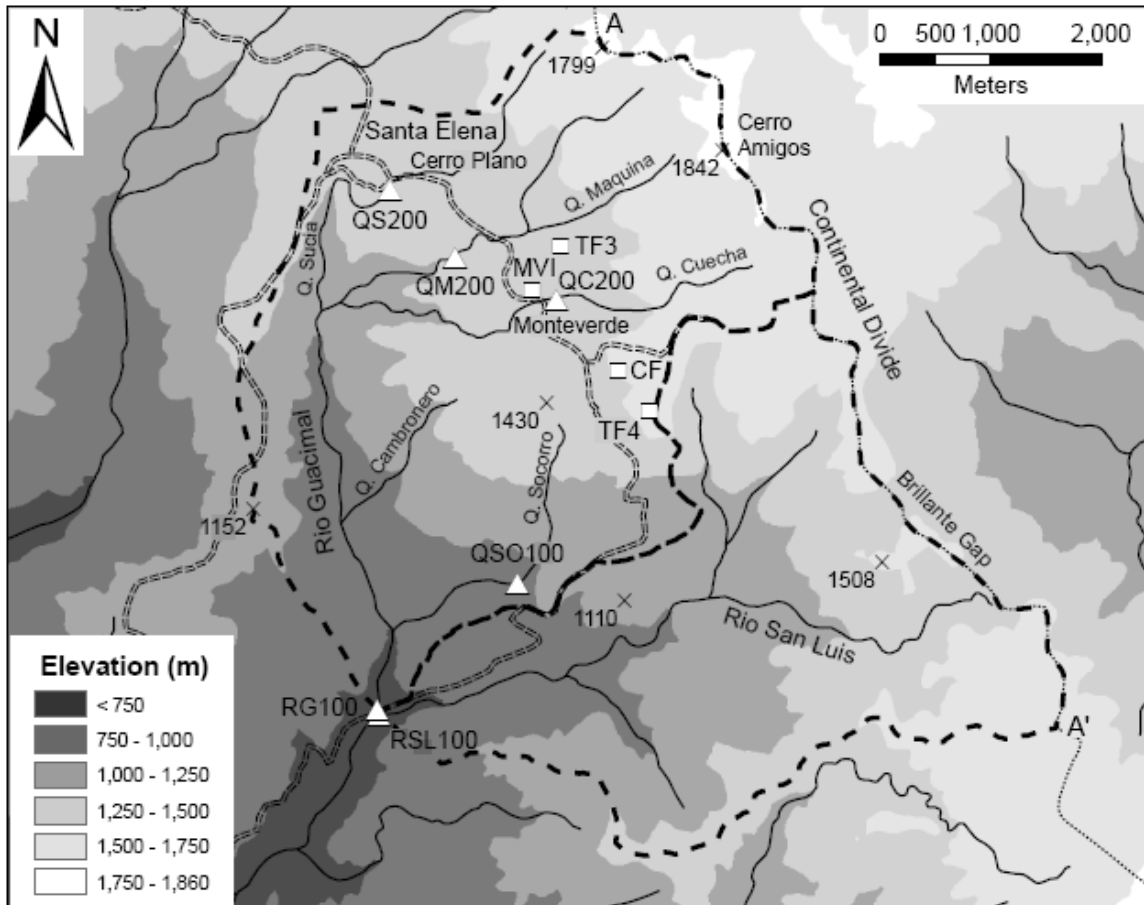 N
A
1799
0 500 1,000 2,000
Meters
Santa Elena
Cerro Plano
Cerro
Amigos
1842
Q. Maquina
QS200
Q. Sucia
TF3
Continental Divide
QM200
MVI
QC200
Q. Cuecha
Monteverde
CF
TF4
1430
Rio Guacimal
Q. Cambronero
Q. Socorro
1152
Brillante Gap
QSO100
1508
1110
Rio San Luis
RG100
RSL100
A'
Elevation (m)
< 750
750 - 1,000
1,000 - 1,250
1,250 - 1,500
1,500 - 1,750
1,750 - 1,860